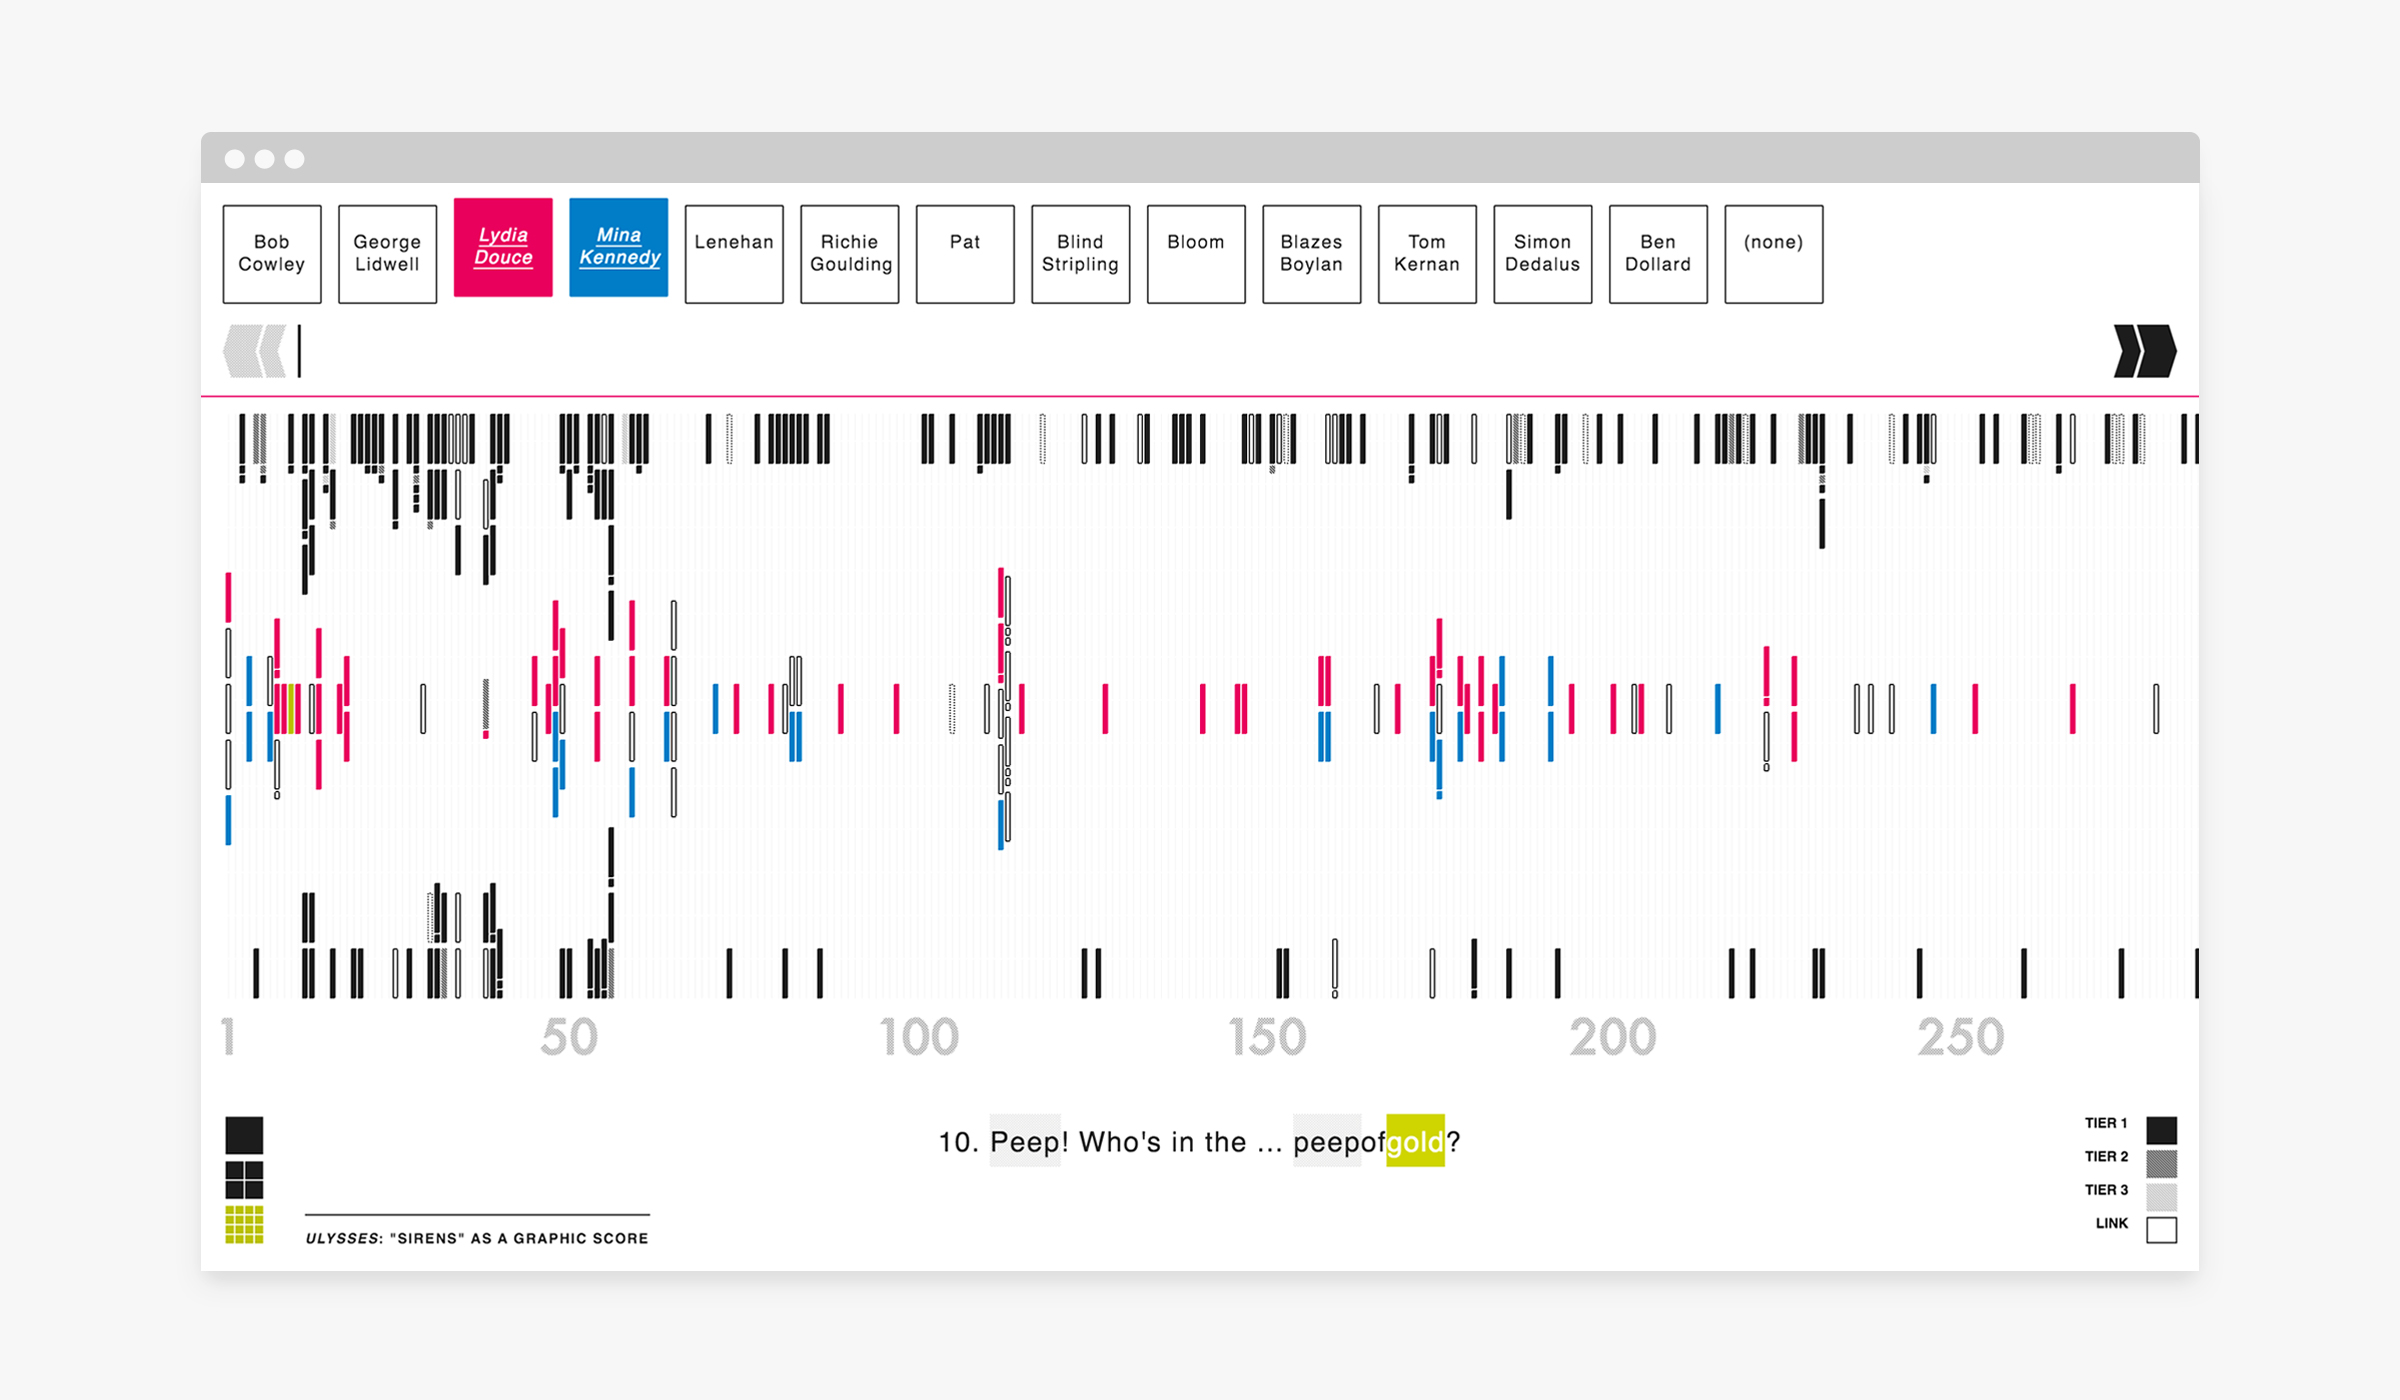 Bob
Cowley
George
Lidwell
Lydia
Douce
Mina
Kennedy
Lenehan
Richie
Goulding
Pat
Blind
Stripling
Bloom
Blazes
Boylan
Tom
Kernan
Simon
Dedalus
Ben
Dollard
(none)
1 50 100 150 200 250
10. Peep! Who's in the ... peepofgold?
TIER 1
TIER 2
TIER 3
LINK
ULYSSES: "SIRENS" AS A GRAPHIC SCORE